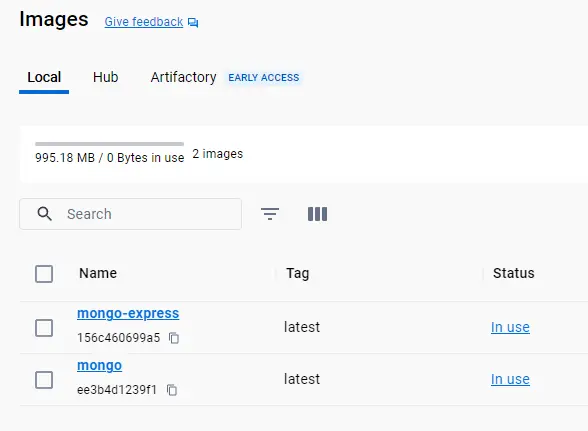 Images Give feedback
Local Hub Artifactory EARLY ACCESS
995.18 MB / 0 Bytes in use 2 images
Search
Name Tag Status
mongo-express
156c460699a5 latest In use
mongo
ee3b4d1239f1 latest In use